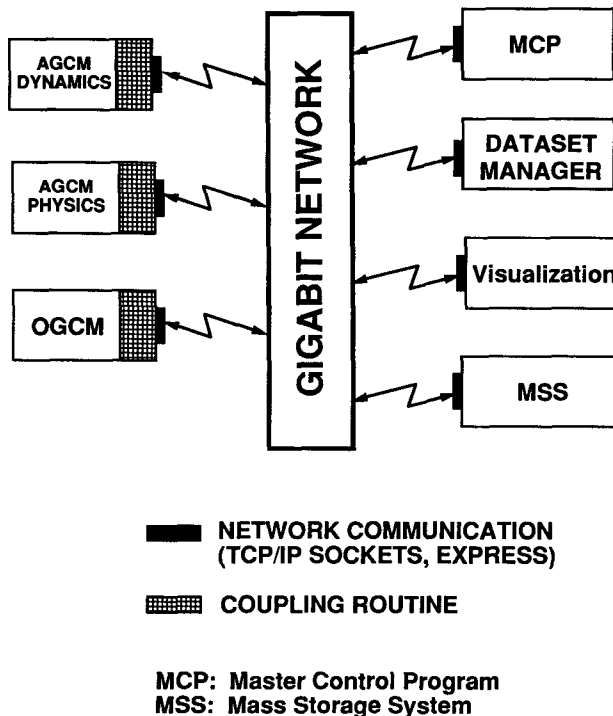 AGCM
DYNAMICS
AGCM
PHYSICS
OGCM
GIGABIT NETWORK
MCP
DATASET
MANAGER
Visualization
MSS
NETWORK COMMUNICATION
(TCP/IP SOCKETS, EXPRESS)
COUPLING ROUTINE
MCP: Master Control Program
MSS: Mass Storage System